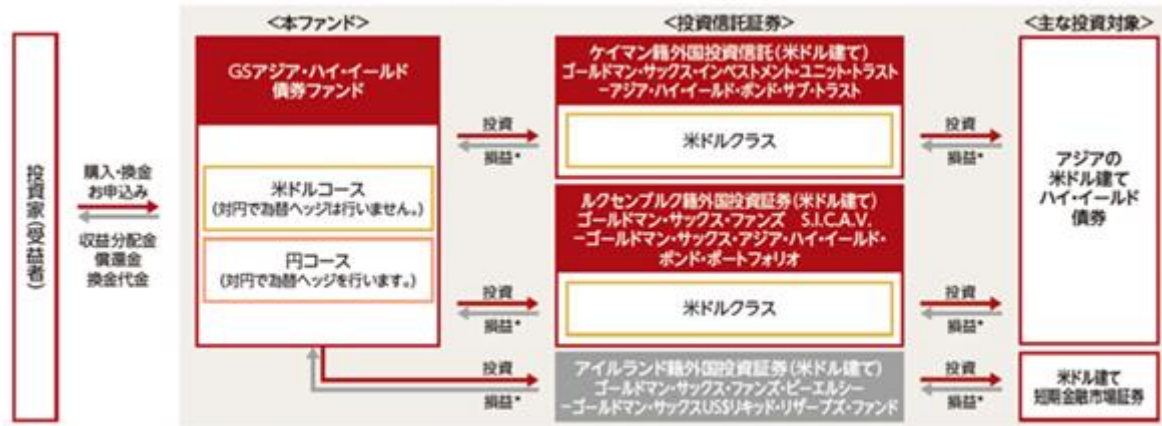 <本ファンド>
<投資信託証券>
<主な投資対象>
投資家(受益者)
購入・換金
お申込み
収益分配金
償還金
換金代金
GSアジア・ハイ・イールド
債券ファンド
米ドルコース
(対円で為替ヘッジは行いません。)
円コース
(対円で為替ヘッジを行います。)
投資
損益*
ケイマン籍外国投資信託(米ドル建て)
ゴールドマン・サックス・インベストメント・ユニット・トラスト
-アジア・ハイ・イールド・ボンド・サブ・トラスト
米ドルクラス
投資
損益*
アジアの
米ドル建て
ハイ・イールド
債券
ルクセンブルク籍外国投資証券(米ドル建て)
ゴールドマン・サックス・ファンズ S.I.C.A.V.
-ゴールドマン・サックス・アジア・ハイ・イールド・
ボンド・ポートフォリオ
米ドルクラス
投資
損益*
投資
損益*
投資
損益*
アイルランド籍外国投資証券(米ドル建て)
ゴールドマン・サックス・ファンズ・ピーエルシー
-ゴールドマン・サックスUS$リキッド・リザーブズ・ファンド
投資
損益*
米ドル建て
短期金融市場証券